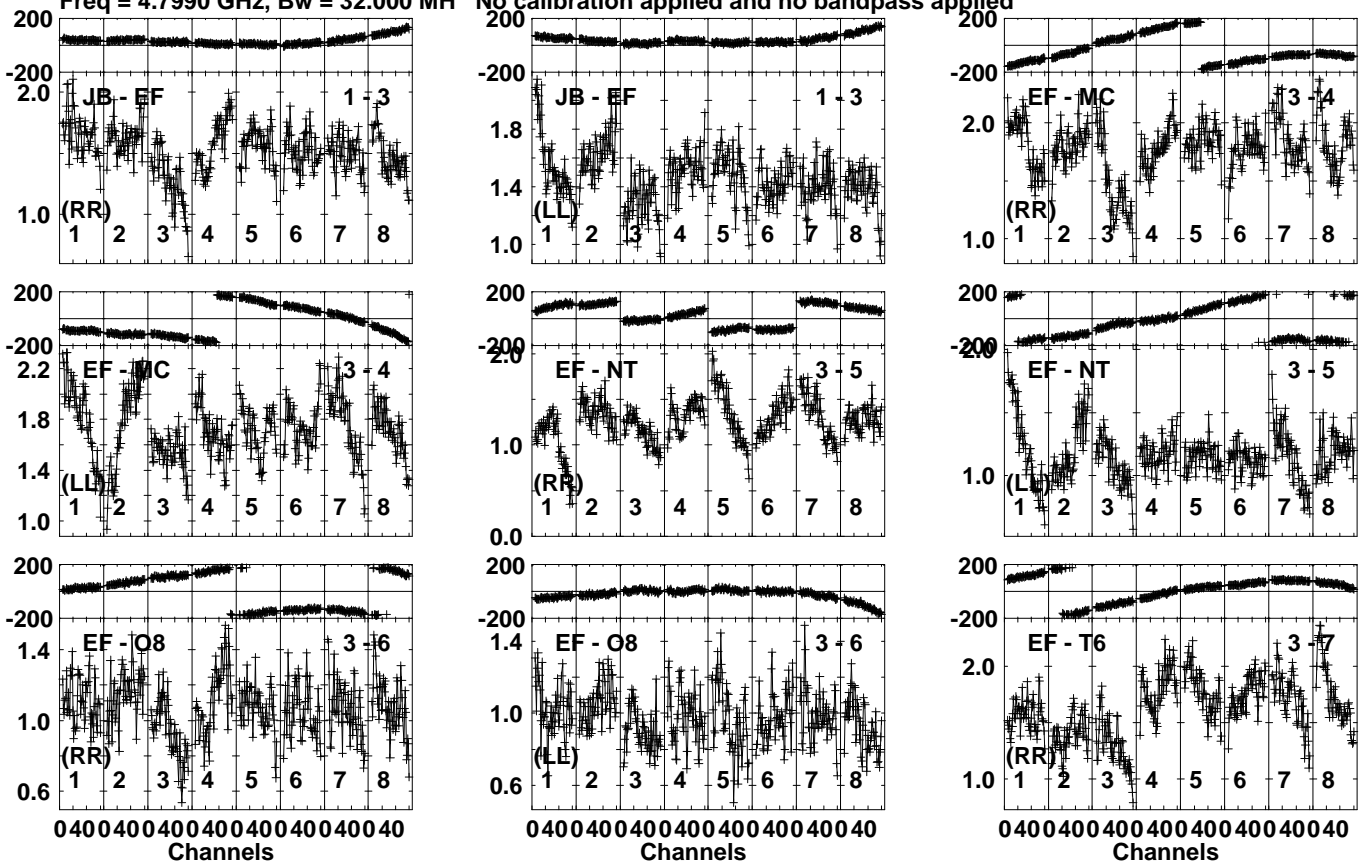 Freq = 4.7990 GHz, Bw = 32.000 MH No calibration applied and no bandpass applied
200 200 200
-200 -200 -200
2.0 JB - EF 1 - 3 JB - EF 1 - 3 EF - MC 3 - 4
1.8 2.0
1.4
1.0 (RR) (LL) (RR)
1.0 1.0
1 2 3 4 5 6 7 8 1 2 3 4 5 6 7 8 1 2 3 4 5 6 7 8
200 200 200
-200 -200 -200
2.0 2.0
2.2 EF - MC 3 - 4 EF - NT 3 - 5 EF - NT 3 - 5
1.8
1.4 1.0 1.0
(LL) (RR) (LL)
1 2 3 4 5 6 7 8 1 2 3 4 5 6 7 8 1 2 3 4 5 6 7 8
1.0 0.0
200 200 200
-200 -200 -200
1.4 EF - O8 3 - 6 1.4 EF - O8 3 - 6 2.0 EF - T6 3 - 7
1.0 1.0
(RR) (LL) (RR)
1 2 3 4 5 6 7 8 1 2 3 4 5 6 7 8 1.0 1 2 3 4 5 6 7 8
0.6 0.6
0 40 0 40 0 40 0 40 0 40 0 40 0 40 0 40 0 40 0 40 0 40 0 40 0 40 0 40 0 40 0 40 0 40 0 40 0 40 0 40 0 40 0 40 0 40 0 40
Channels Channels Channels